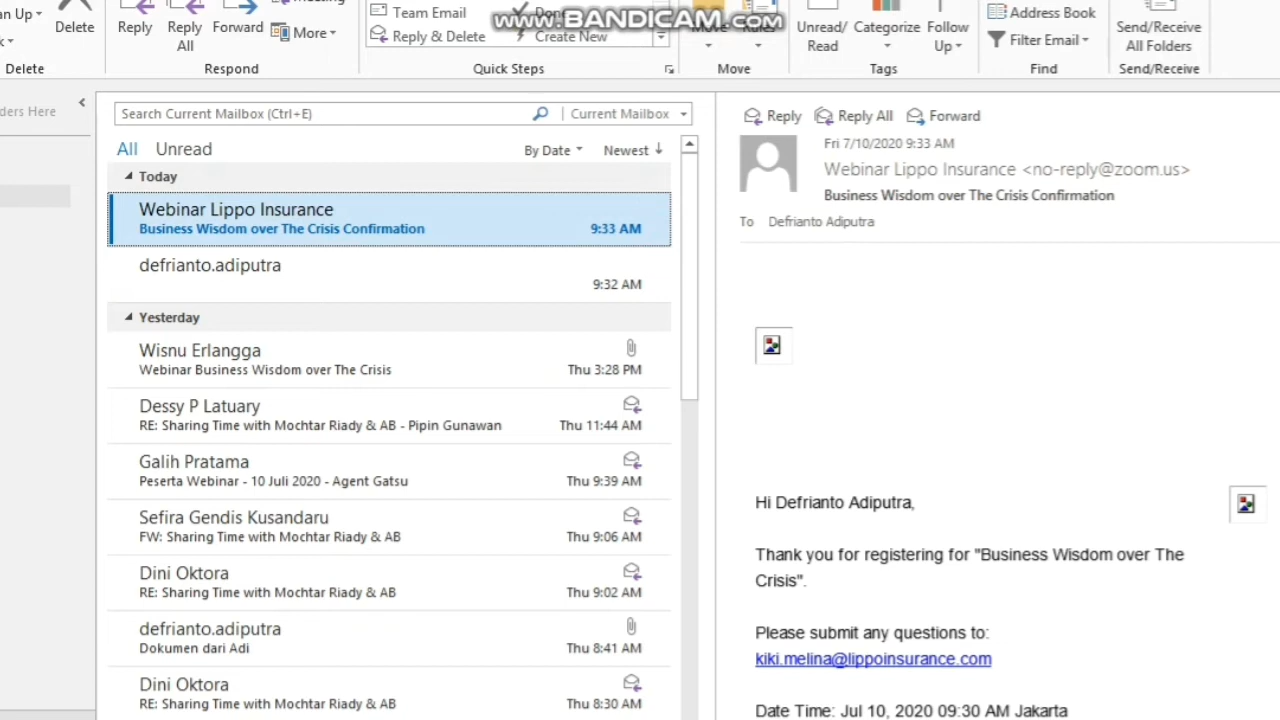 an Up
Delete
Reply
Reply
All
Forward
More
Team Email
Reply & Delete
Create New
www.BANDICAM.com
Move
Rules
Unread/
Read
Categorize
Follow
Up
Address Book
Filter Email
Send/Receive
All Folders
Delete
Respond
Quick Steps
Move
Tags
Find
Send/Receive
ders Here
Search Current Mailbox (Ctrl+E)
Current Mailbox
All Unread
By Date Newest
Today
Webinar Lippo Insurance
Business Wisdom over The Crisis Confirmation 9:33 AM
defrianto.adiputra
9:32 AM
Yesterday
Wisnu Erlangga
Webinar Business Wisdom over The Crisis Thu 3:28 PM
Dessy P Latuary
RE: Sharing Time with Mochtar Riady & AB - Pipin Gunawan Thu 11:44 AM
Galih Pratama
Peserta Webinar - 10 Juli 2020 - Agent Gatsu Thu 9:39 AM
Sefira Gendis Kusandaru
FW: Sharing Time with Mochtar Riady & AB Thu 9:06 AM
Dini Oktora
RE: Sharing Time with Mochtar Riady & AB Thu 9:02 AM
defrianto.adiputra
Dokumen dari Adi Thu 8:41 AM
Dini Oktora
RE: Sharing Time with Mochtar Riady & AB Thu 8:30 AM
Reply Reply All Forward
Fri 7/10/2020 9:33 AM
Webinar Lippo Insurance <no-reply@zoom.us>
Business Wisdom over The Crisis Confirmation
To Defrianto Adiputra
Hi Defrianto Adiputra,
Thank you for registering for "Business Wisdom over The
Crisis".
Please submit any questions to:
kiki.melina@lippoinsurance.com
Date Time: Jul 10, 2020 09:30 AM Jakarta